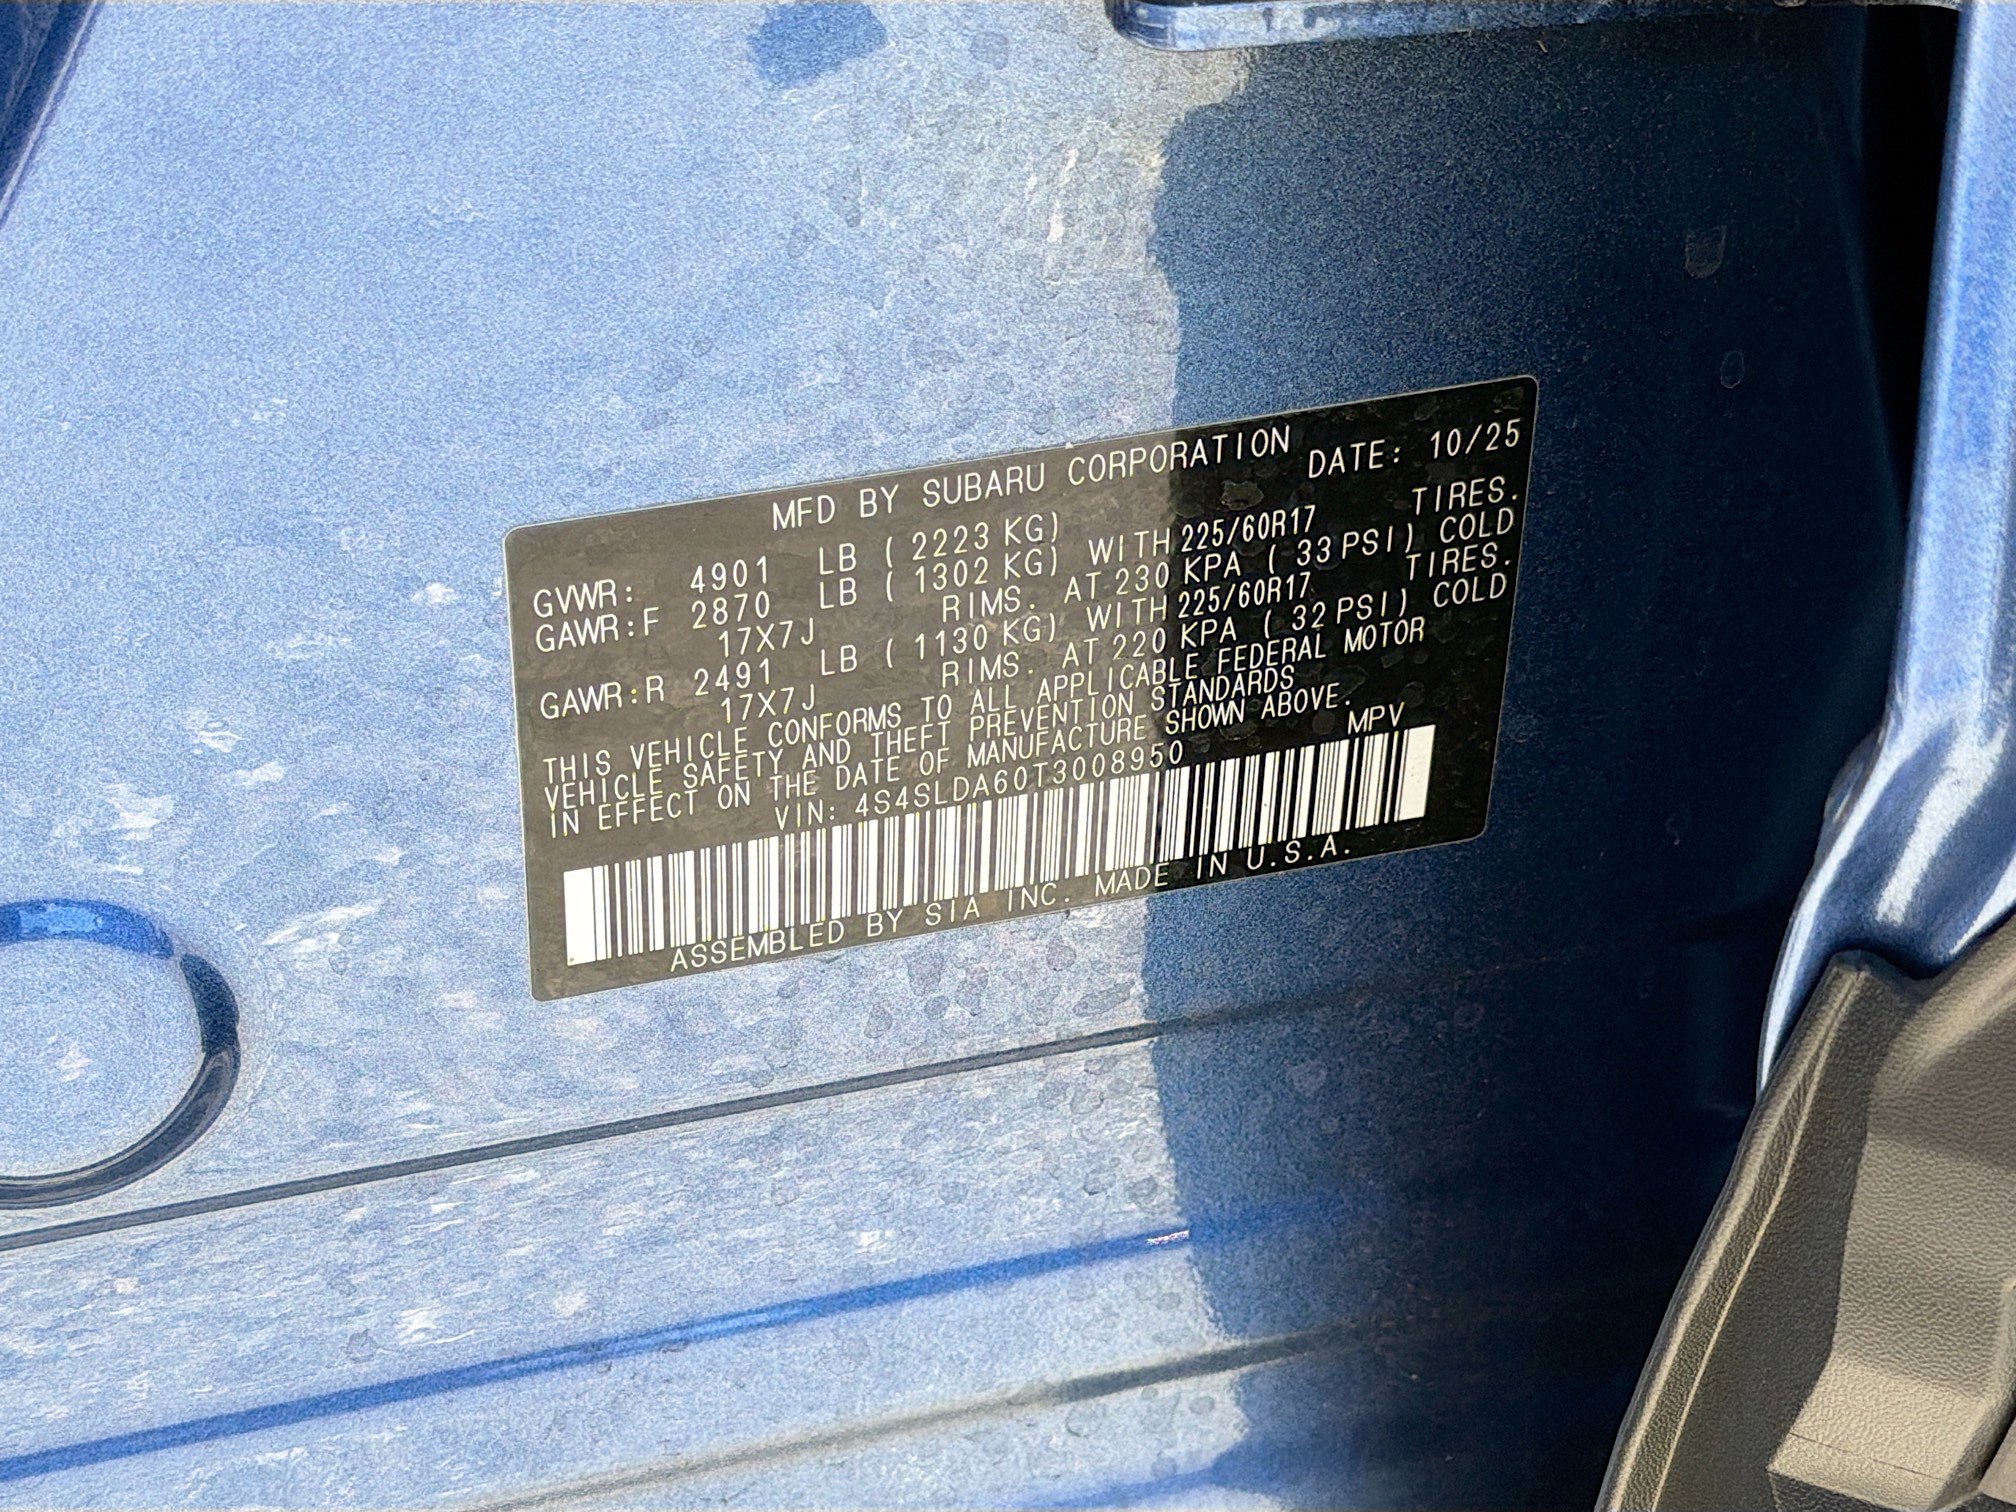 MFD BY SUBARU CORPORATION DATE: 10/25
GVWR: 4901 LB ( 2223 KG)
GAWR:F 2870 LB ( 1302 KG) WITH 225/60R17 TIRES.
17X7J RIMS. AT 230 KPA ( 33 PSI) COLD
GAWR:R 2491 LB ( 1130 KG) WITH 225/60R17 TIRES.
17X7J RIMS. AT 220 KPA ( 32 PSI) COLD
THIS VEHICLE CONFORMS TO ALL APPLICABLE FEDERAL MOTOR
VEHICLE SAFETY AND THEFT PREVENTION STANDARDS
IN EFFECT ON THE DATE OF MANUFACTURE SHOWN ABOVE.
VIN: 4S4SLDA60T3008950 MPV
ASSEMBLED BY SIA INC. MADE IN U.S.A.